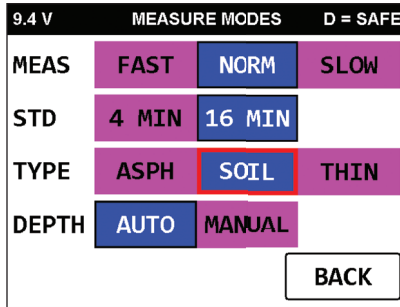 9.4 V MEASURE MODES D = SAFE
MEAS FAST NORM SLOW
STD 4 MIN 16 MIN
TYPE ASPH SOIL THIN
DEPTH AUTO MANUAL
BACK